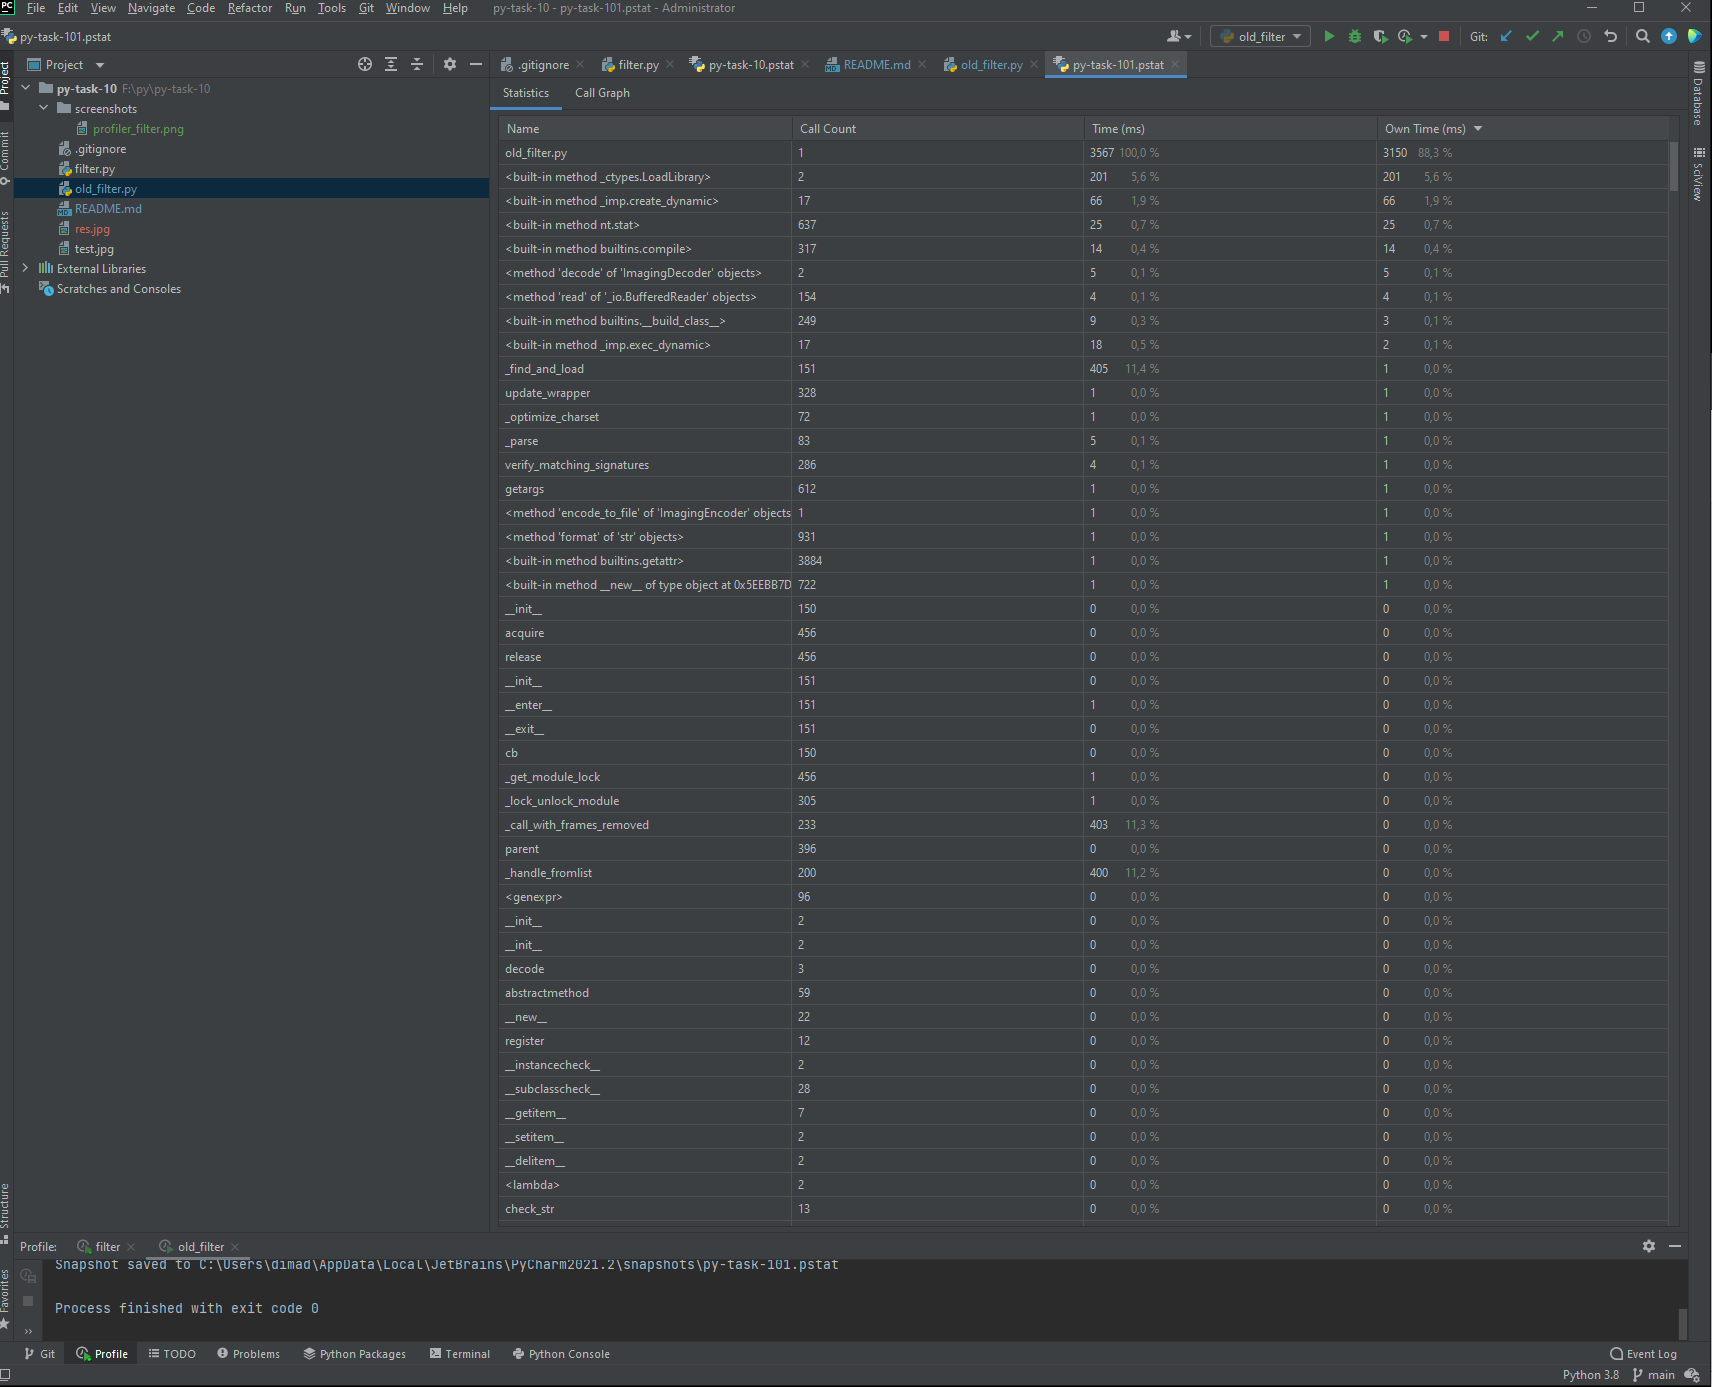 PC File Edit View Navigate Code Refactor Run Tools Git Window Help py-task-10 - py-task-101.pstat - Administrator
py-task-101.pstat old_filter Git:
Project
.gitignore filter.py py-task-10.pstat README.md old_filter.py py-task-101.pstat
Statistics Call Graph
py-task-10 F:\py\py-task-10
screenshots
profiler_filter.png
.gitignore
filter.py
old_filter.py
README.md
res.jpg
test.jpg
External Libraries
Scratches and Consoles
Name Call Count Time (ms) Own Time (ms)
old_filter.py 1 3567 100,0 % 3150 88,3 %
<built-in method _ctypes.LoadLibrary> 2 201 5,6 % 201 5,6 %
<built-in method _imp.create_dynamic> 17 66 1,9 % 66 1,9 %
<built-in method nt.stat> 637 25 0,7 % 25 0,7 %
<built-in method builtins.compile> 317 14 0,4 % 14 0,4 %
<method 'decode' of 'ImagingDecoder' objects> 2 5 0,1 % 5 0,1 %
<method 'read' of '_io.BufferedReader' objects> 154 4 0,1 % 4 0,1 %
<built-in method builtins.__build_class__> 249 9 0,3 % 3 0,1 %
<built-in method _imp.exec_dynamic> 17 18 0,5 % 2 0,1 %
_find_and_load 151 405 11,4 % 1 0,0 %
update_wrapper 328 1 0,0 % 1 0,0 %
_optimize_charset 72 1 0,0 % 1 0,0 %
_parse 83 5 0,1 % 1 0,0 %
verify_matching_signatures 286 4 0,1 % 1 0,0 %
getargs 612 1 0,0 % 1 0,0 %
<method 'encode_to_file' of 'ImagingEncoder' objects 1 1 0,0 % 1 0,0 %
<method 'format' of 'str' objects> 931 1 0,0 % 1 0,0 %
<built-in method builtins.getattr> 3884 1 0,0 % 1 0,0 %
<built-in method __new__ of type object at 0x5EEBB7D 722 1 0,0 % 1 0,0 %
__init__ 150 0 0,0 % 0 0,0 %
acquire 456 0 0,0 % 0 0,0 %
release 456 0 0,0 % 0 0,0 %
__init__ 151 0 0,0 % 0 0,0 %
__enter__ 151 1 0,0 % 0 0,0 %
__exit__ 151 0 0,0 % 0 0,0 %
cb 150 0 0,0 % 0 0,0 %
_get_module_lock 456 1 0,0 % 0 0,0 %
_lock_unlock_module 305 1 0,0 % 0 0,0 %
_call_with_frames_removed 233 403 11,3 % 0 0,0 %
parent 396 0 0,0 % 0 0,0 %
_handle_fromlist 200 400 11,2 % 0 0,0 %
<genexpr> 96 0 0,0 % 0 0,0 %
__init__ 2 0 0,0 % 0 0,0 %
__init__ 2 0 0,0 % 0 0,0 %
decode 3 0 0,0 % 0 0,0 %
abstractmethod 59 0 0,0 % 0 0,0 %
__new__ 22 0 0,0 % 0 0,0 %
register 12 0 0,0 % 0 0,0 %
__instancecheck__ 2 0 0,0 % 0 0,0 %
__subclasscheck__ 28 0 0,0 % 0 0,0 %
__getitem__ 7 0 0,0 % 0 0,0 %
__setitem__ 2 0 0,0 % 0 0,0 %
__delitem__ 2 0 0,0 % 0 0,0 %
<lambda> 2 0 0,0 % 0 0,0 %
check_str 13 0 0,0 % 0 0,0 %
Project
Commit
Pull Requests
Structure
Favorites
Database
SciView
Profile: filter old_filter
Snapshot saved to C:\Users\dimad\AppData\Local\JetBrains\PyCharm2021.2\snapshots\py-task-101.pstat
Process finished with exit code 0
Git Profile TODO Problems Python Packages Terminal Python Console Event Log
Python 3.8 main